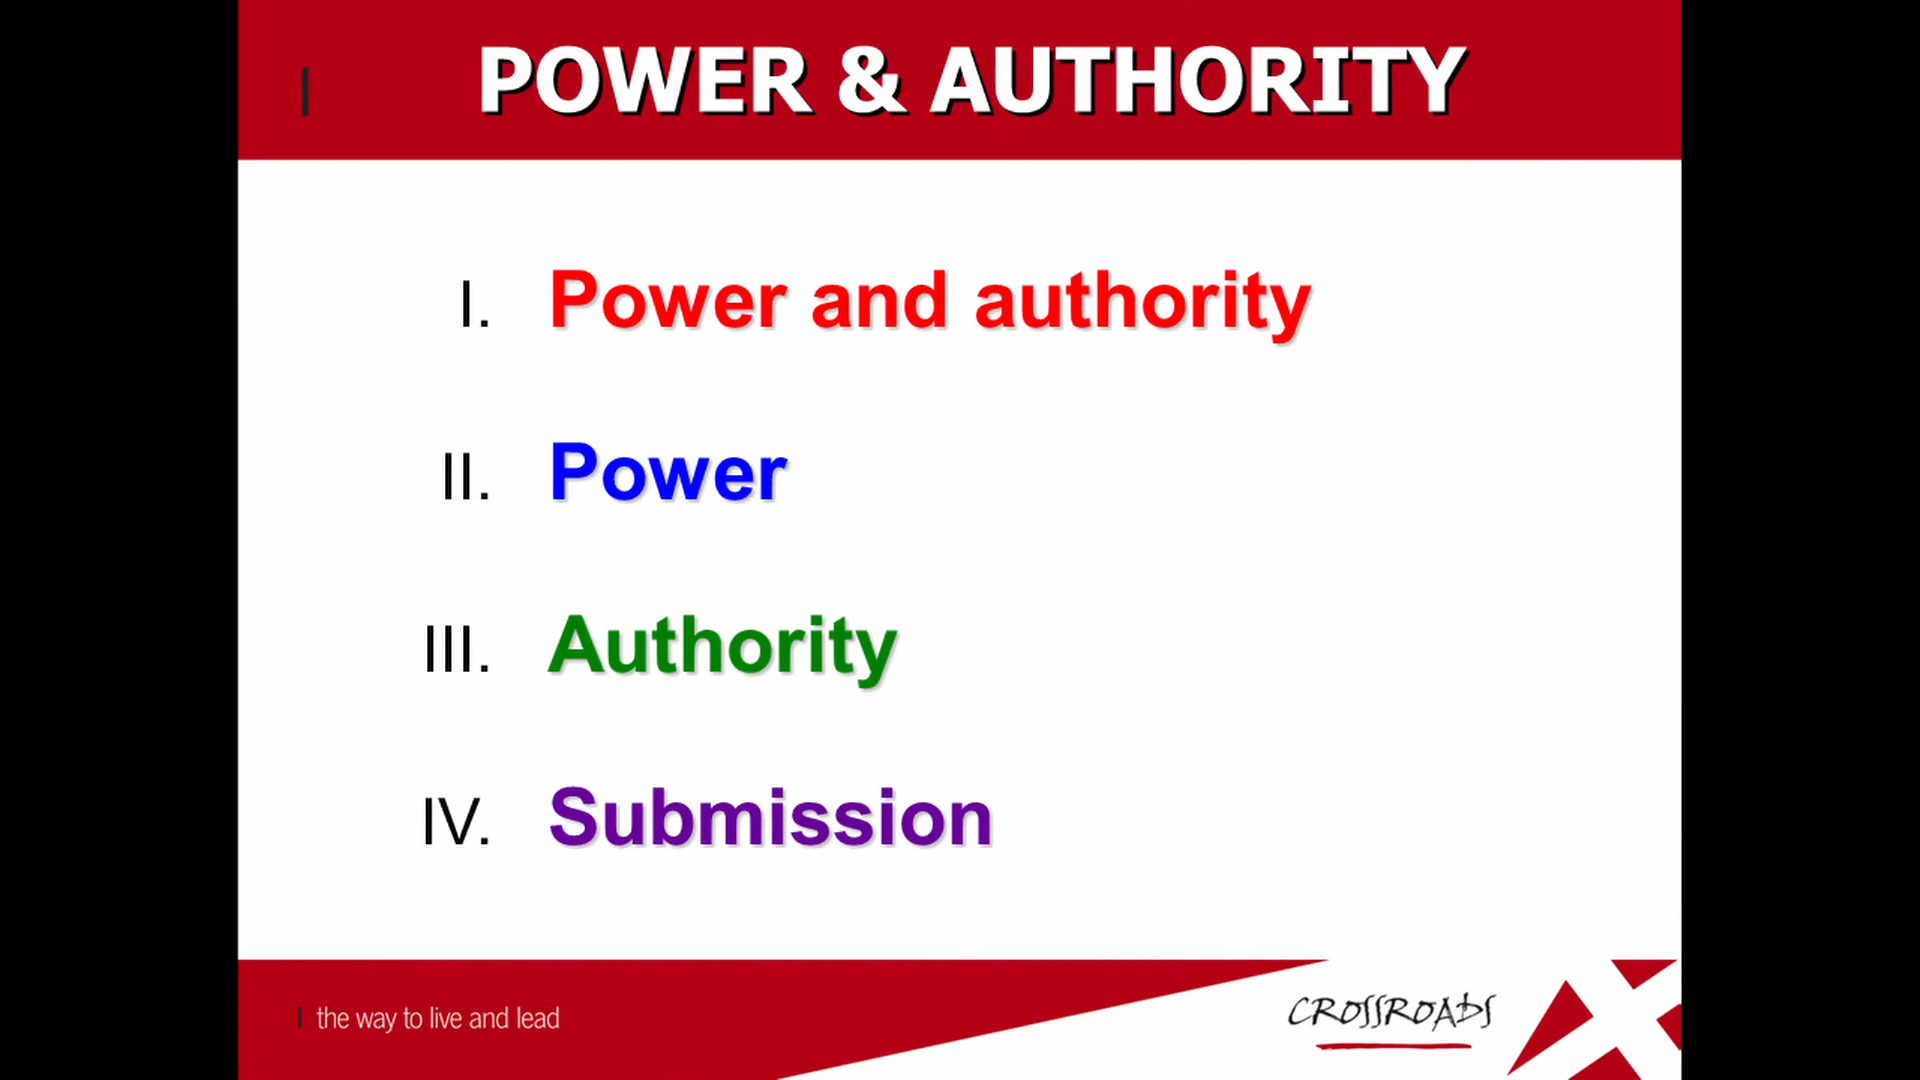 POWER & AUTHORITY
I. Power and authority
II. Power
III. Authority
IV. Submission
the way to live and lead
CROSSROADS